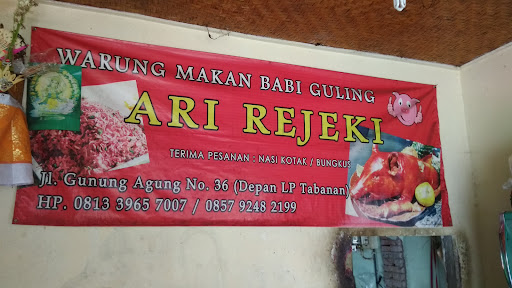 WARUNG MAKAN BABI GULING
ARI REJEKI
TERIMA PESANAN : NASI KOTAK / BUNGKUS
Jl. Gunung Agung No. 36 (Depan LP Tabanan)
HP. 0813 3965 7007 / 0857 9248 2199